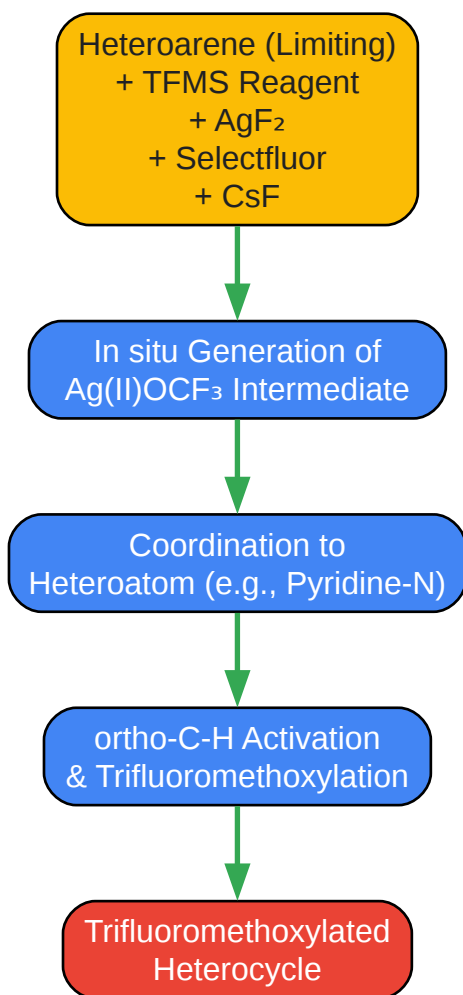 Heteroarene (Limiting)
+ TFMS Reagent
+ AgF₂
+ Selectfluor
+ CsF
In situ Generation of
Ag(II)OCF₃ Intermediate
Coordination to
Heteroatom (e.g., Pyridine-N)
ortho-C-H Activation
& Trifluoromethoxylation
Trifluoromethoxylated
Heterocycle